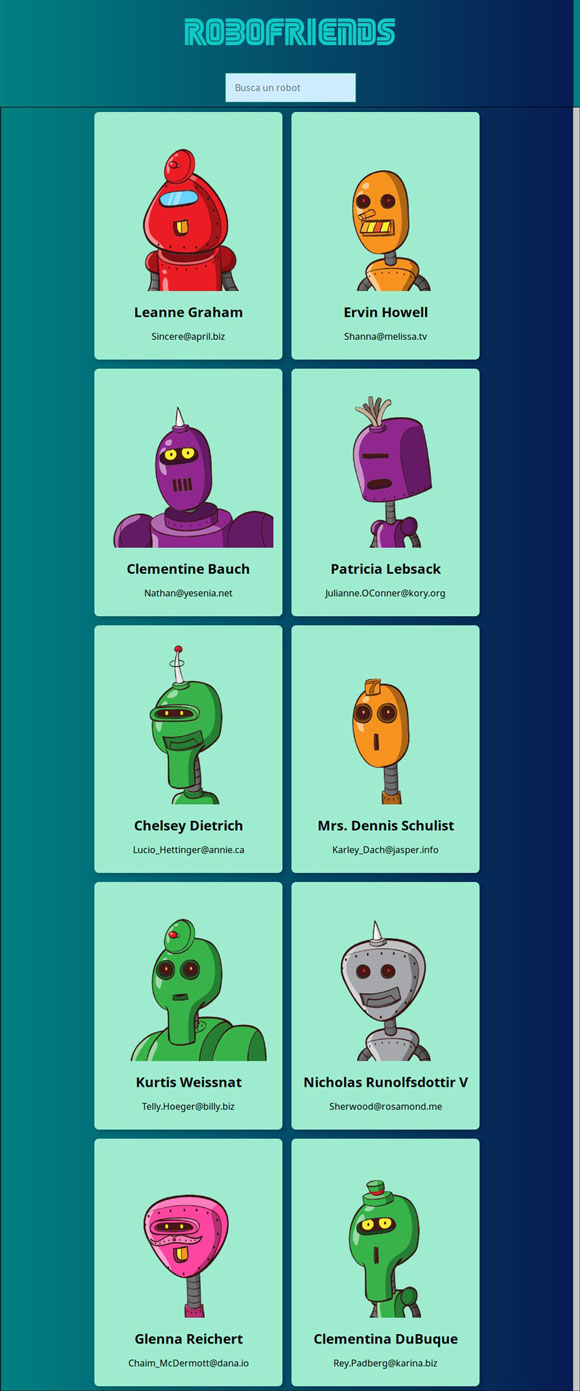 ROBOFRIENDS
Busca un robot
Leanne Graham
Sincere@april.biz
Ervin Howell
Shanna@melissa.tv
Clementine Bauch
Nathan@yesenia.net
Patricia Lebsack
Julianne.OConner@kory.org
Chelsey Dietrich
Lucio_Hettinger@annie.ca
Mrs. Dennis Schulist
Karley_Dach@jasper.info
Kurtis Weissnat
Telly.Hoeger@billy.biz
Nicholas Runolfsdottir V
Sherwood@rosamond.me
Glenna Reichert
Chaim_McDermott@dana.io
Clementina DuBuque
Rey.Padberg@karina.biz